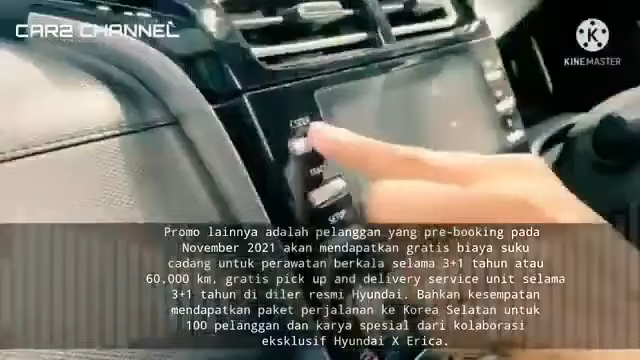 CARZ CHANNEL
KINEMASTER
TRACK
SETUP
Promo lainnya adalah pelanggan yang pre-booking pada
November 2021 akan mendapatkan gratis biaya suku
cadang untuk perawatan berkala selama 3+1 tahun atau
60.000 km, gratis pick up and delivery service unit selama
3+1 tahun di diler resmi Hyundai. Bahkan kesempatan
mendapatkan paket perjalanan ke Korea Selatan untuk
100 pelanggan dan karya spesial dari kolaborasi
eksklusif Hyundai X Erica.